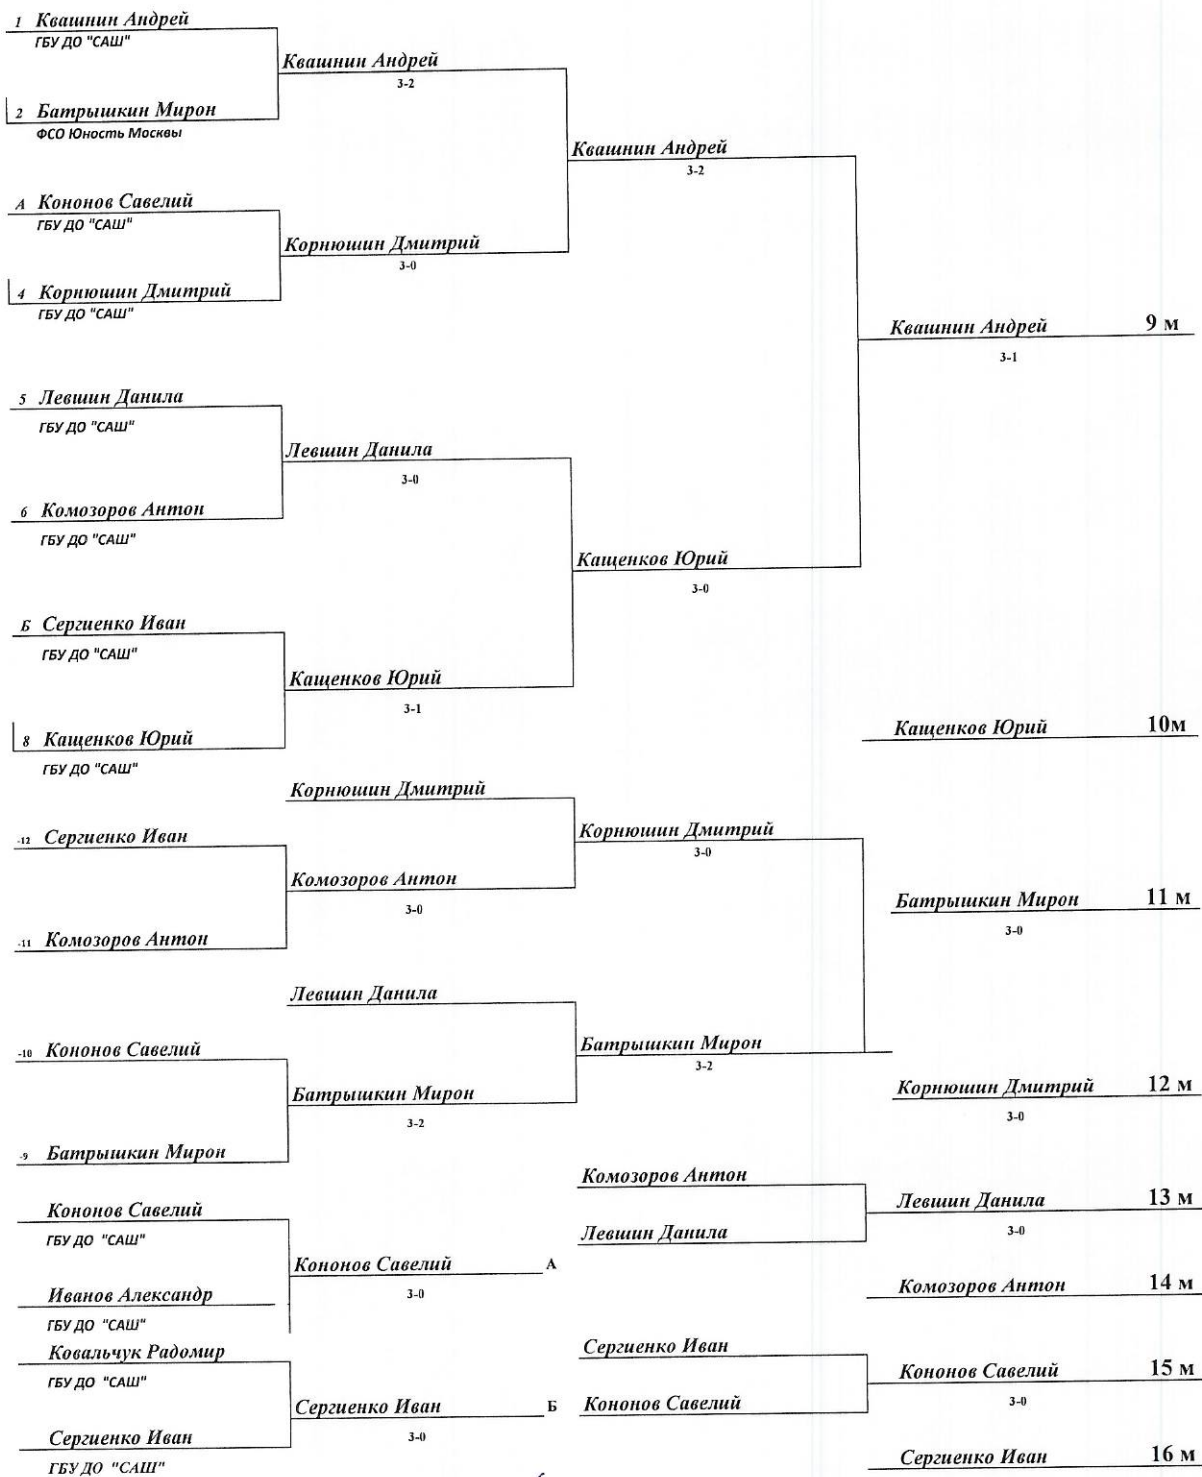 1 Квашнин Андрей
ГБУ ДО "САШ"
Квашнин Андрей
3-2
2 Батрышкин Мирон
ФСО Юность Москвы
Квашнин Андрей
3-2
А Кононов Савелий
ГБУ ДО "САШ"
Корнюшин Дмитрий
3-0
4 Корнюшин Дмитрий
ГБУ ДО "САШ"
Квашнин Андрей 9 м
3-1
5 Левшин Данила
ГБУ ДО "САШ"
Левшин Данила
3-0
6 Комозоров Антон
ГБУ ДО "САШ"
Кащенков Юрий
3-0
Б Сергиенко Иван
ГБУ ДО "САШ"
Кащенков Юрий
3-1
8 Кащенков Юрий
ГБУ ДО "САШ"
Кащенков Юрий 10м
Корнюшин Дмитрий
-12 Сергиенко Иван
Корнюшин Дмитрий
3-0
Комозоров Антон
3-0
-11 Комозоров Антон
Батрышкин Мирон 11 м
3-0
Левшин Данила
-10 Кононов Савелий
Батрышкин Мирон
3-2
Батрышкин Мирон
3-2
Корнюшин Дмитрий 12 м
3-0
-9 Батрышкин Мирон
Комозоров Антон
Левшин Данила 13 м
3-0
Левшин Данила
Кононов Савелий
ГБУ ДО "САШ"
Кононов Савелий А
3-0
Иванов Александр
ГБУ ДО "САШ"
Комозоров Антон 14 м
Ковальчук Радомир
ГБУ ДО "САШ"
Сергиенко Иван
Кононов Савелий 15 м
3-0
Сергиенко Иван Б
3-0
Кононов Савелий
Сергиенко Иван
ГБУ ДО "САШ"
Сергиенко Иван 16 м